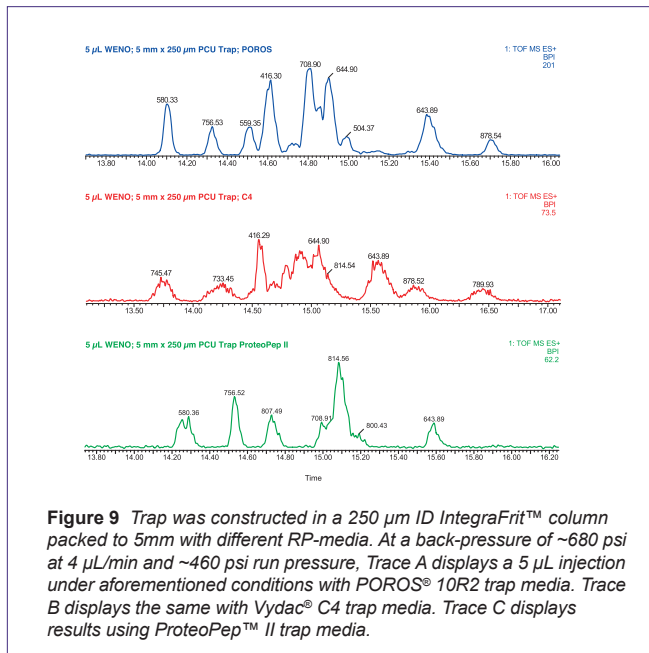 5 µL WENO; 5 mm x 250 µm PCU Trap; POROS
1: TOF MS ES+
BPI
201
580.33
756.53
559.35
416.30
708.90
644.90
504.37
643.89
878.54
14.00 14.20 14.40 14.60 14.80 15.00 15.20 15.40 15.60 15.80 16.00
5 µL WENO; 5 mm x 250 µm PCU Trap; C4
1: TOF MS ES+
BPI
73.5
745.47
733.45
416.29
644.90
814.54
643.89
878.52
789.93
13.50 14.00 14.50 15.00 15.50 16.00 16.50 17.00
5 µL WENO; 5 mm x 250 µm PCU Trap ProteoPep II
1: TOF MS ES+
BPI
62.2
580.36
756.52
807.49
708.91
814.56
800.43
643.89
13.80 14.00 14.20 14.40 14.60 14.80 15.00 15.20 15.40 15.60 15.80 16.00 16.20
Time
Figure 9 Trap was constructed in a 250 µm ID IntegraFrit™ column
packed to 5mm with different RP-media. At a back-pressure of ~680 psi
at 4 µL/min and ~460 psi run pressure, Trace A displays a 5 µL injection
under aforementioned conditions with POROS® 10R2 trap media. Trace
B displays the same with Vydac® C4 trap media. Trace C displays
results using ProteoPep™ II trap media.